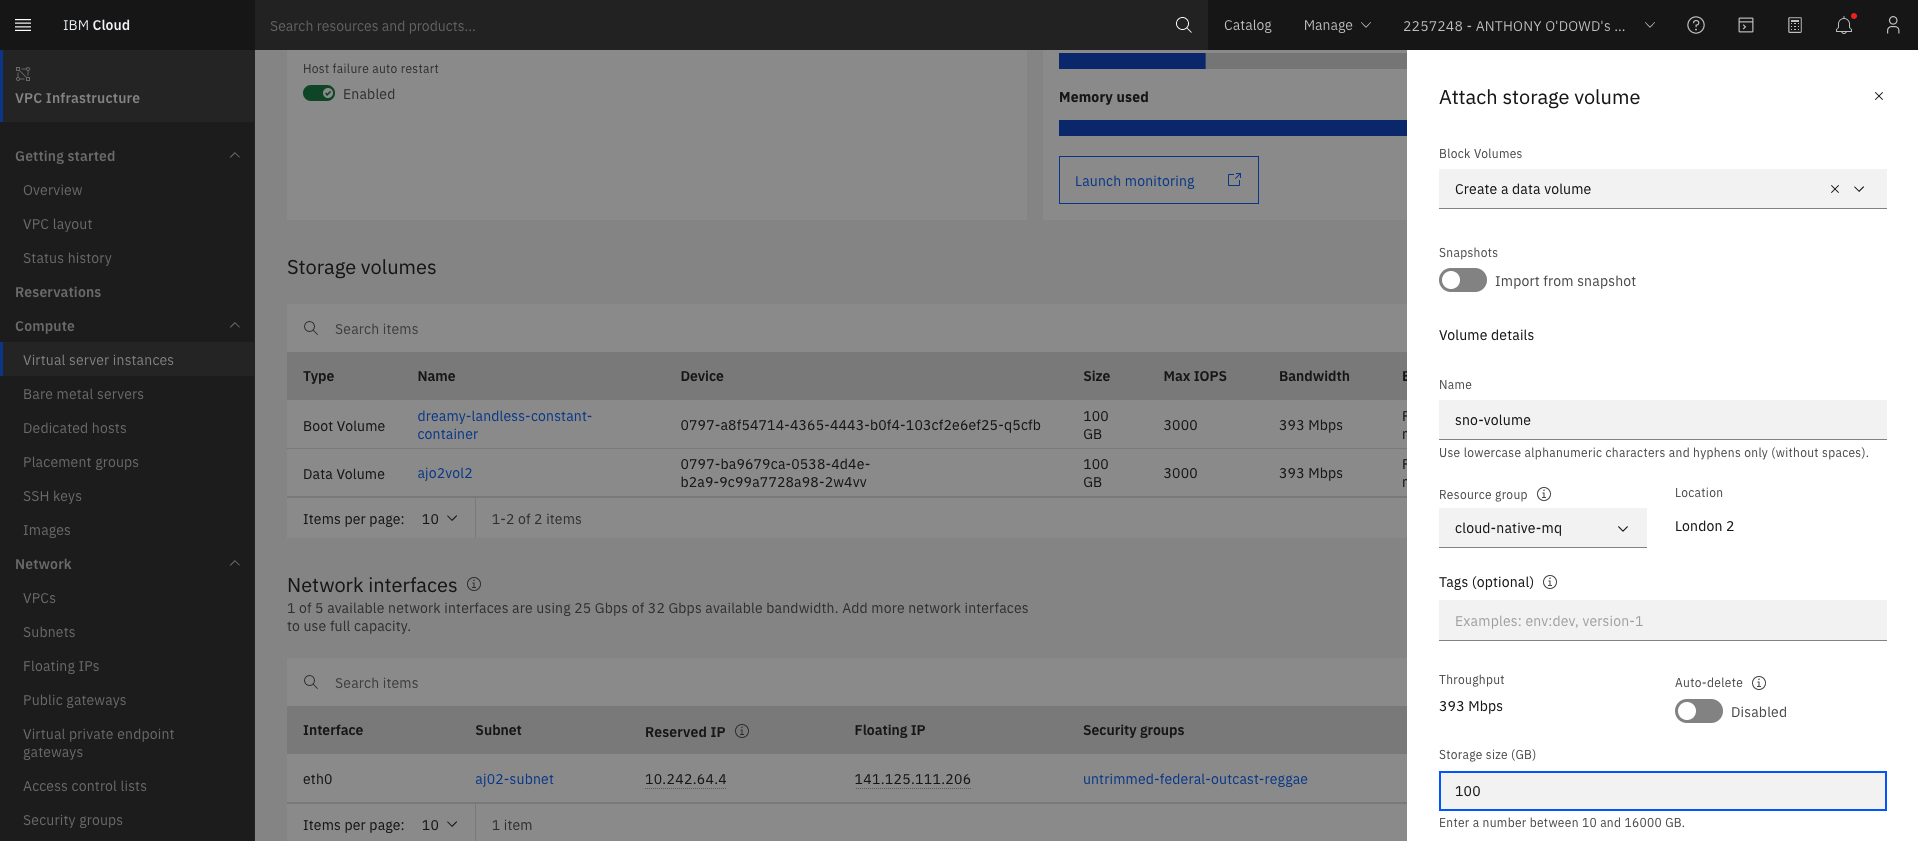 IBM Cloud
Search resources and products...
Catalog
Manage
2257248 - ANTHONY O'DOWD's ...
VPC Infrastructure
Getting started
Overview
VPC layout
Status history
Reservations
Compute
Virtual server instances
Bare metal servers
Dedicated hosts
Placement groups
SSH keys
Images
Network
VPCs
Subnets
Floating IPs
Public gateways
Virtual private endpoint
gateways
Access control lists
Security groups
Host failure auto restart
Enabled
Memory used
Launch monitoring
Storage volumes
Search items
Type Name Device Size Max IOPS Bandwidth
Boot Volume dreamy-landless-constant-
container 0797-a8f54714-4365-4443-b0f4-103cf2e6ef25-q5cfb 100
GB 3000 393 Mbps
Data Volume ajo2vol2 0797-ba9679ca-0538-4d4e-
b2a9-9c99a7728a98-2w4vv 100
GB 3000 393 Mbps
Items per page: 10 1-2 of 2 items
Network interfaces
1 of 5 available network interfaces are using 25 Gbps of 32 Gbps available bandwidth. Add more network interfaces
to use full capacity.
Search items
Interface Subnet Reserved IP Floating IP Security groups
eth0 aj02-subnet 10.242.64.4 141.125.111.206 untrimmed-federal-outcast-reggae
Items per page: 10 1 item
Attach storage volume
Block Volumes
Create a data volume
Snapshots
Import from snapshot
Volume details
Name
sno-volume
Use lowercase alphanumeric characters and hyphens only (without spaces).
Resource group
cloud-native-mq
Location
London 2
Tags (optional)
Examples: env:dev, version-1
Throughput
393 Mbps
Auto-delete
Disabled
Storage size (GB)
100
Enter a number between 10 and 16000 GB.